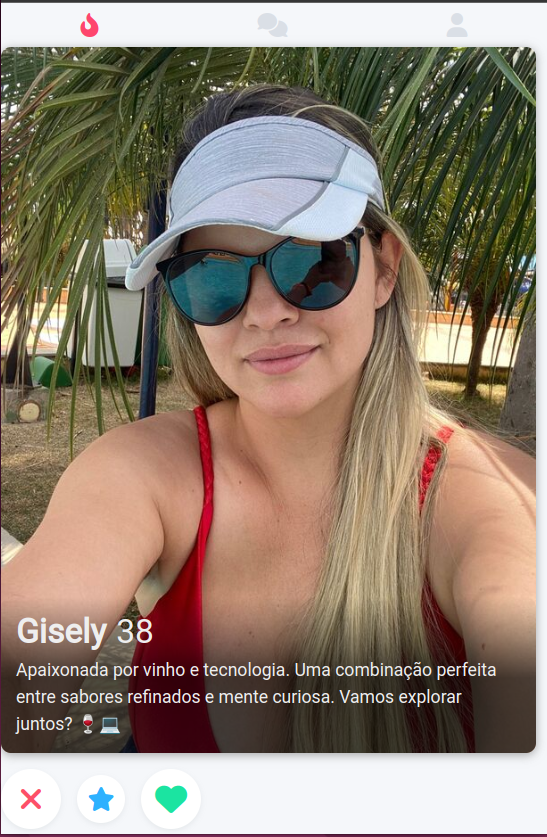 Gisely 38
Apaixonada por vinho e tecnologia. Uma combinação perfeita
entre sabores refinados e mente curiosa. Vamos explorar
juntos? 🍷💻